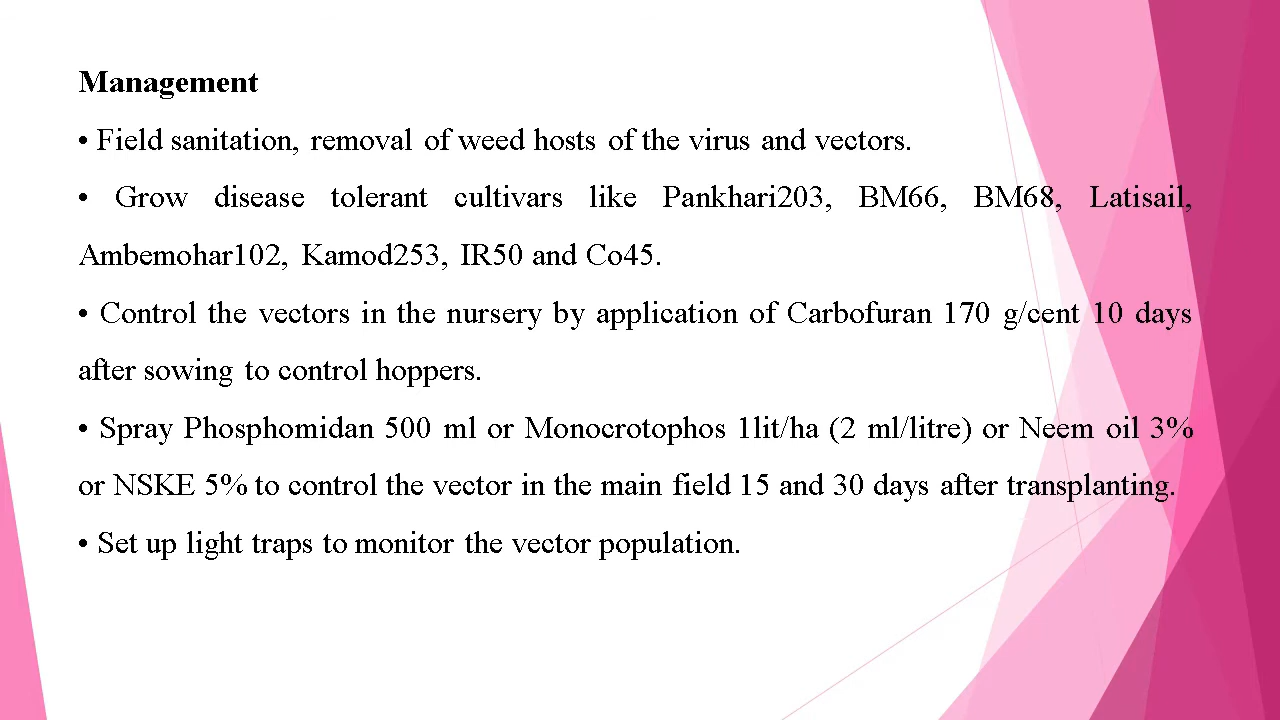 Management
• Field sanitation, removal of weed hosts of the virus and vectors.
• Grow disease tolerant cultivars like Pankhari203, BM66, BM68, Latisail,
Ambemohar102, Kamod253, IR50 and Co45.
• Control the vectors in the nursery by application of Carbofuran 170 g/cent 10 days
after sowing to control hoppers.
• Spray Phosphomidan 500 ml or Monocrotophos 1lit/ha (2 ml/litre) or Neem oil 3%
or NSKE 5% to control the vector in the main field 15 and 30 days after transplanting.
• Set up light traps to monitor the vector population.